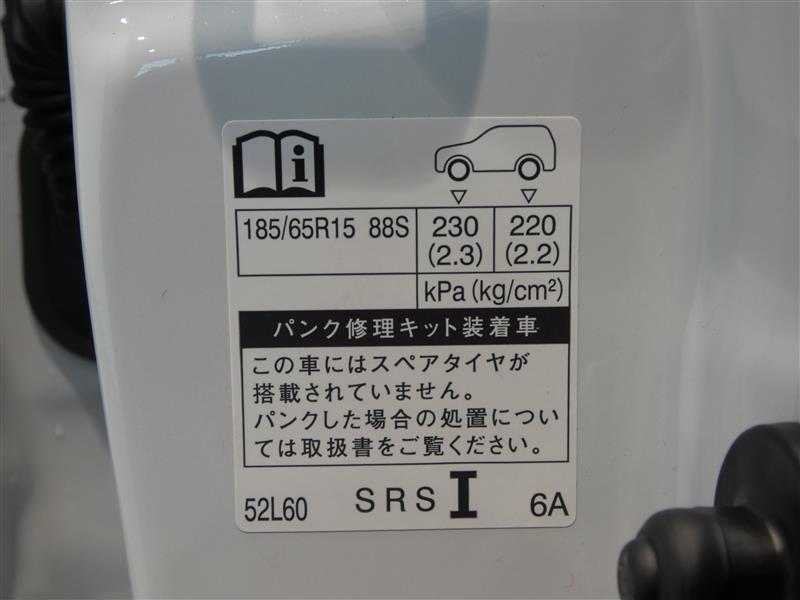 185/65R15 88S 230 220
(2.3) (2.2)
kPa (kg/cm²)
パンク修理キット装着車
この車にはスペアタイヤが
搭載されていません。
パンクした場合の処置につい
ては取扱書をご覧ください。
52L60 SRS I 6A